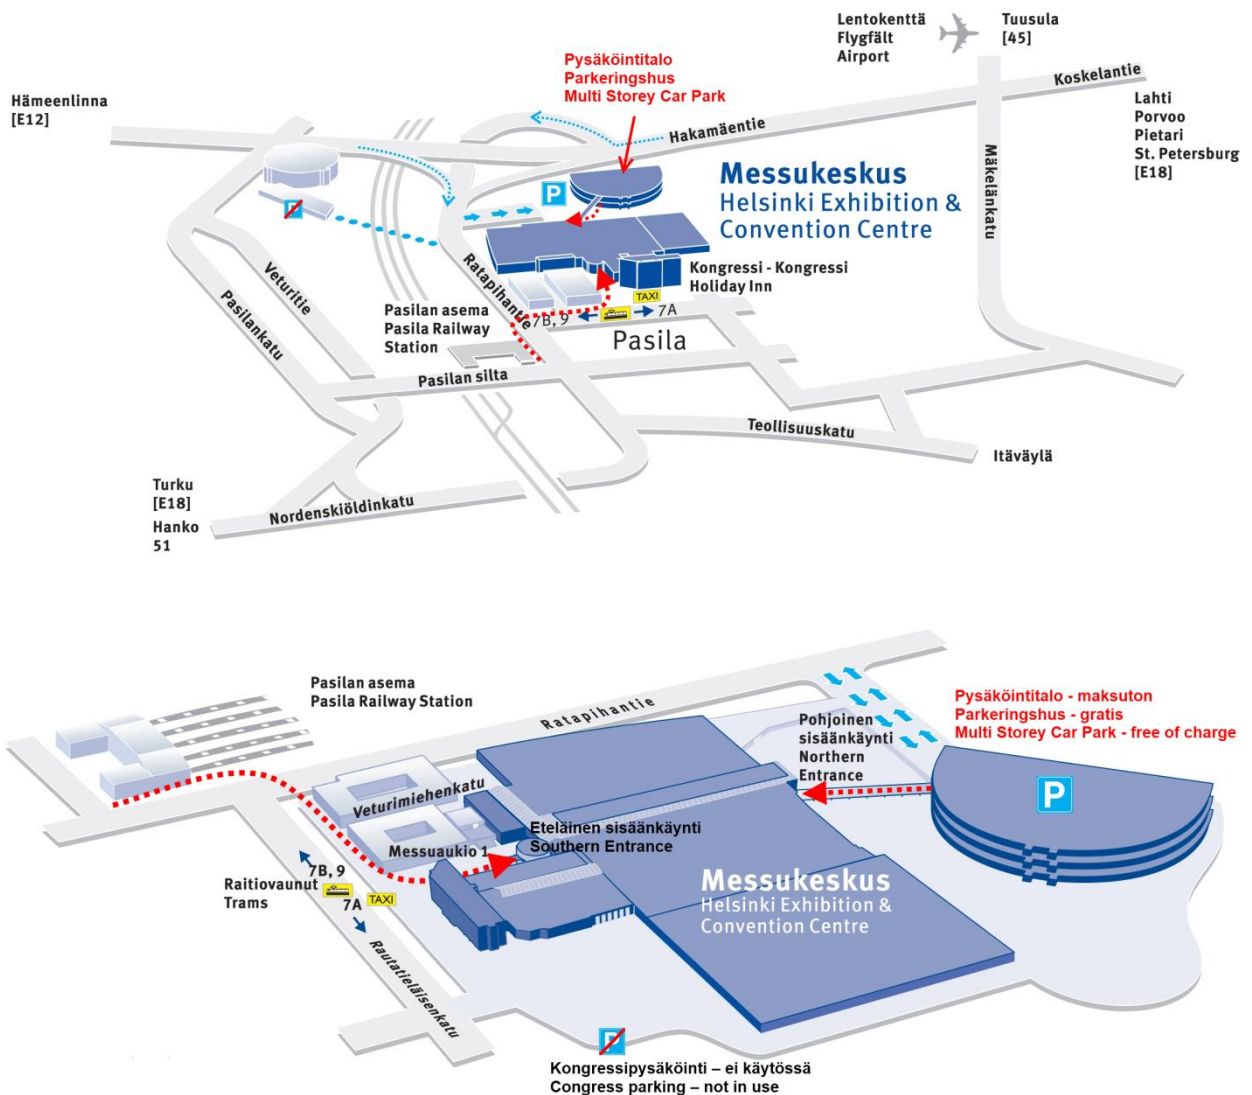 Lentokenttä
Flygfält
Airport
Tuusula
[45]
Pysäköintitalo
Parkeringshus
Multi Storey Car Park
Koskelantie
Hämeenlinna
[E12]
Lahti
Porvoo
Pietari
St. Petersburg
[E18]
Hakamäentie
Mäkelänkatu
P
P
Messukeskus
Helsinki Exhibition &
Convention Centre
Veturitie
Pasilankatu
Ratapihantie
Kongressi - Kongressi
Holiday Inn
TAXI
7B, 9
7A
Pasilan asema
Pasila Railway
Station
Pasila
Pasilan silta
Teollisuuskatu
Itäväylä
Turku
[E18]
Hanko
51
Nordenskiöldinkatu
Pasilan asema
Pasila Railway Station
Ratapihantie
Pohjoinen
sisäänkäynti
Northern
Entrance
Pysäköintitalo - maksuton
Parkeringshus - gratis
Multi Storey Car Park - free of charge
P
Veturimiehenkatu
Messuaukio 1
Eteläinen sisäänkäynti
Southern Entrance
Raitiovaunut
Trams
7B, 9
7A
TAXI
Messukeskus
Helsinki Exhibition &
Convention Centre
Rautatieläisenkatu
P
Kongressipysäköinti – ei käytössä
Congress parking – not in use